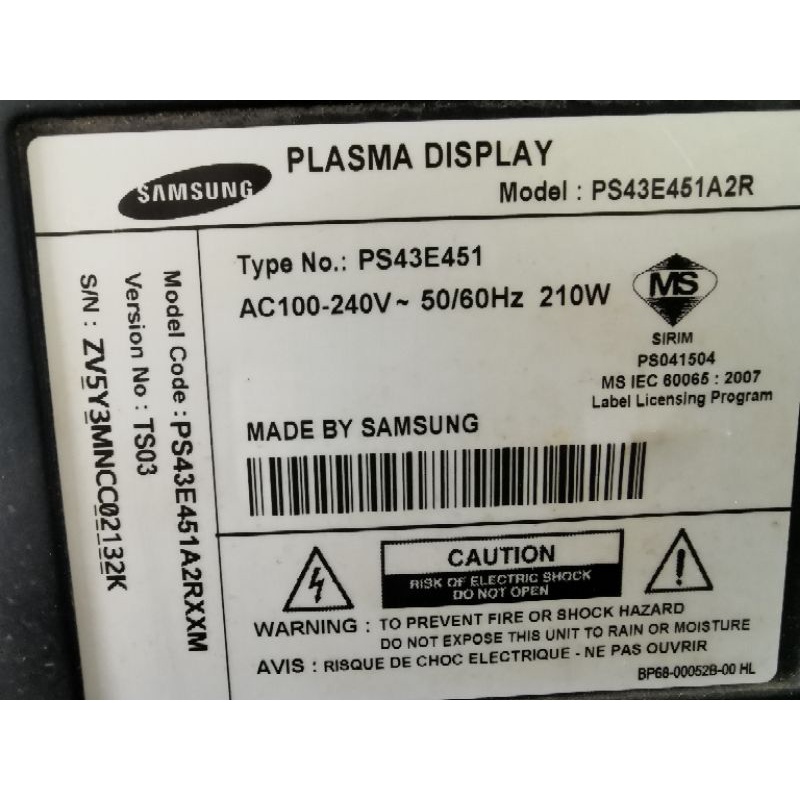 SAMSUNG
PLASMA DISPLAY
Model : PS43E451A2R
Model Code : PS43E451A2RXXM
Version No : TS03
S/N : ZV5Y3MNCC02132K
Type No.: PS43E451
AC100-240V~ 50/60Hz 210W
MS
SIRIM
PS041504
MS IEC 60065 : 2007
Label Licensing Program
MADE BY SAMSUNG
CAUTION
RISK OF ELECTRIC SHOCK
DO NOT OPEN
WARNING : TO PREVENT FIRE OR SHOCK HAZARD
DO NOT EXPOSE THIS UNIT TO RAIN OR MOISTURE
AVIS : RISQUE DE CHOC ELECTRIQUE - NE PAS OUVRIR
BP68-00052B-00 HL